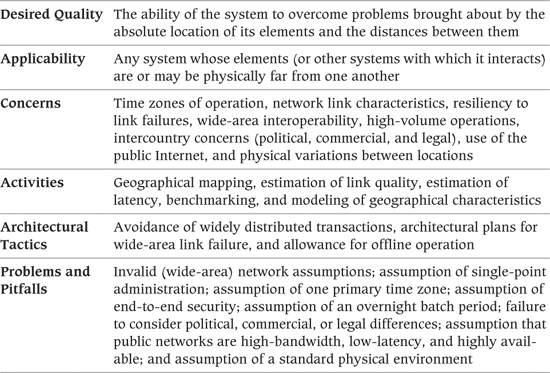 Desired Quality The ability of the system to overcome problems brought about by the
absolute location of its elements and the distances between them
Applicability Any system whose elements (or other systems with which it interacts)
are or may be physically far from one another
Concerns Time zones of operation, network link characteristics, resiliency to
link failures, wide-area interoperability, high-volume operations,
intercountry concerns (political, commercial, and legal), use of the
public Internet, and physical variations between locations
Activities Geographical mapping, estimation of link quality, estimation of
latency, benchmarking, and modeling of geographical characteristics
Architectural Avoidance of widely distributed transactions, architectural plans for
Tactics wide-area link failure, and allowance for offline operation
Problems and Invalid (wide-area) network assumptions; assumption of single-point
Pitfalls administration; assumption of one primary time zone; assumption of
end-to-end security; assumption of an overnight batch period; failure
to consider political, commercial, or legal differences; assumption that
public networks are high-bandwidth, low-latency, and highly avail-
able; and assumption of a standard physical environment